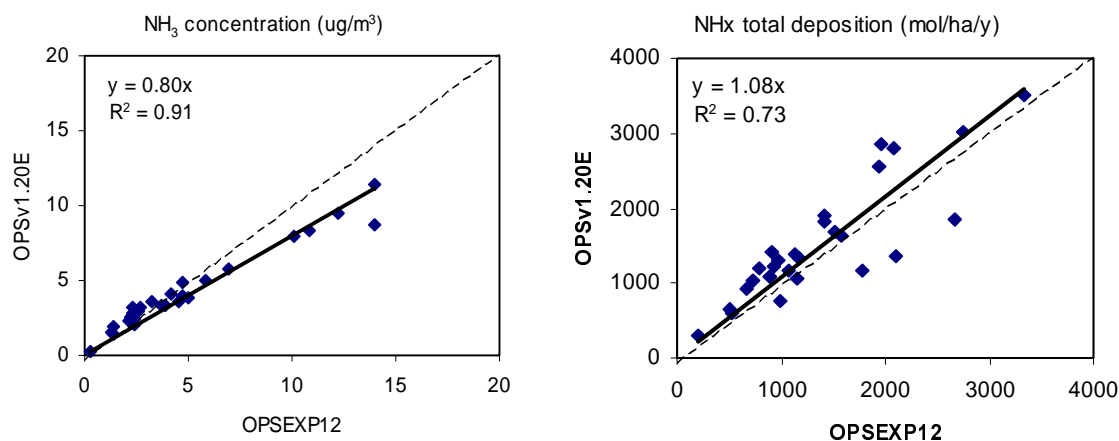 NH₃ concentration (ug/m³)
20
15
10
5
0
y = 0.80x
R² = 0.91
OPSv1.20E
0 5 10 15 20
OPSEXP12
NHx total deposition (mol/ha/y)
4000
3000
2000
1000
0
y = 1.08x
R² = 0.73
OPSv1.20E
0 1000 2000 3000 4000
OPSEXP12